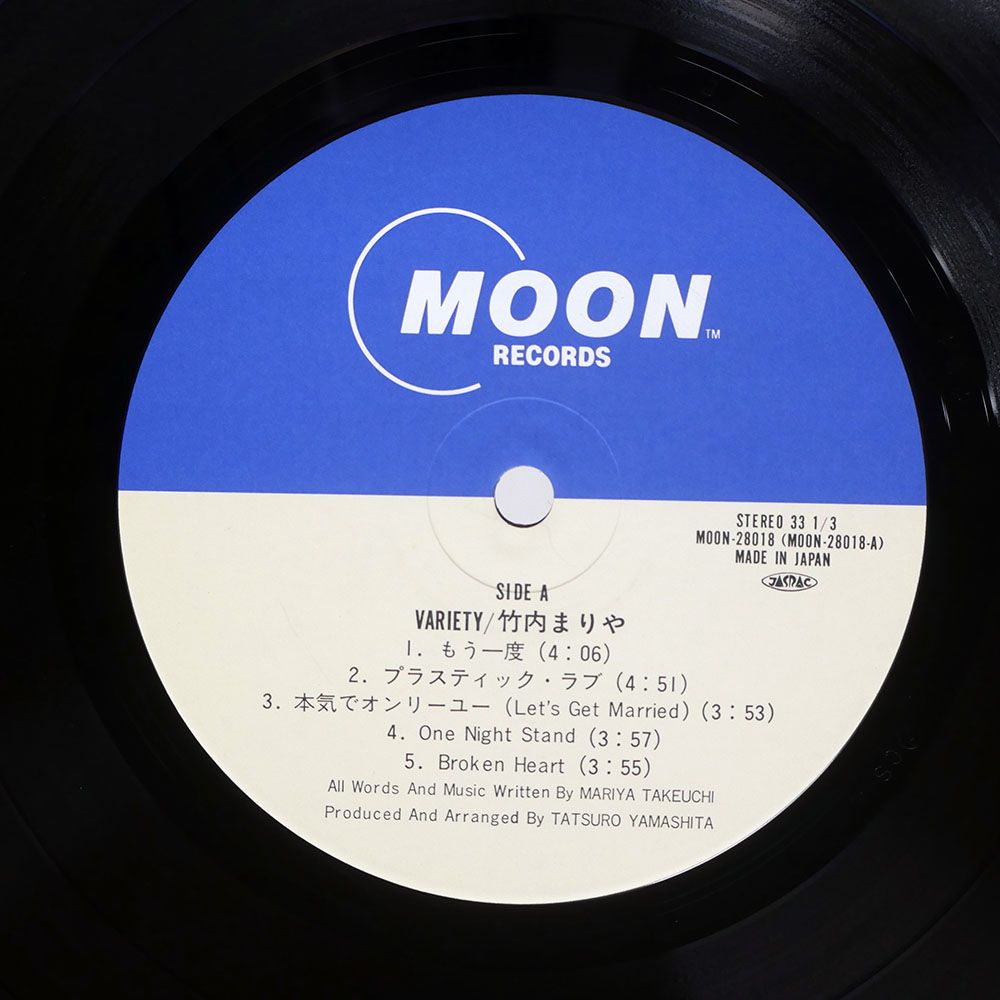 MOON TM
RECORDS
STEREO 33 1/3
MOON-28018 (MOON-28018-A)
MADE IN JAPAN
JASRAC
SIDE A
VARIETY/竹内まりや
1. もう一度 (4:06)
2. プラスティック・ラブ (4:51)
3. 本気でオンリーユー (Let's Get Married) (3:53)
4. One Night Stand (3:57)
5. Broken Heart (3:55)
All Words And Music Written By MARIYA TAKEUCHI
Produced And Arranged By TATSURO YAMASHITA